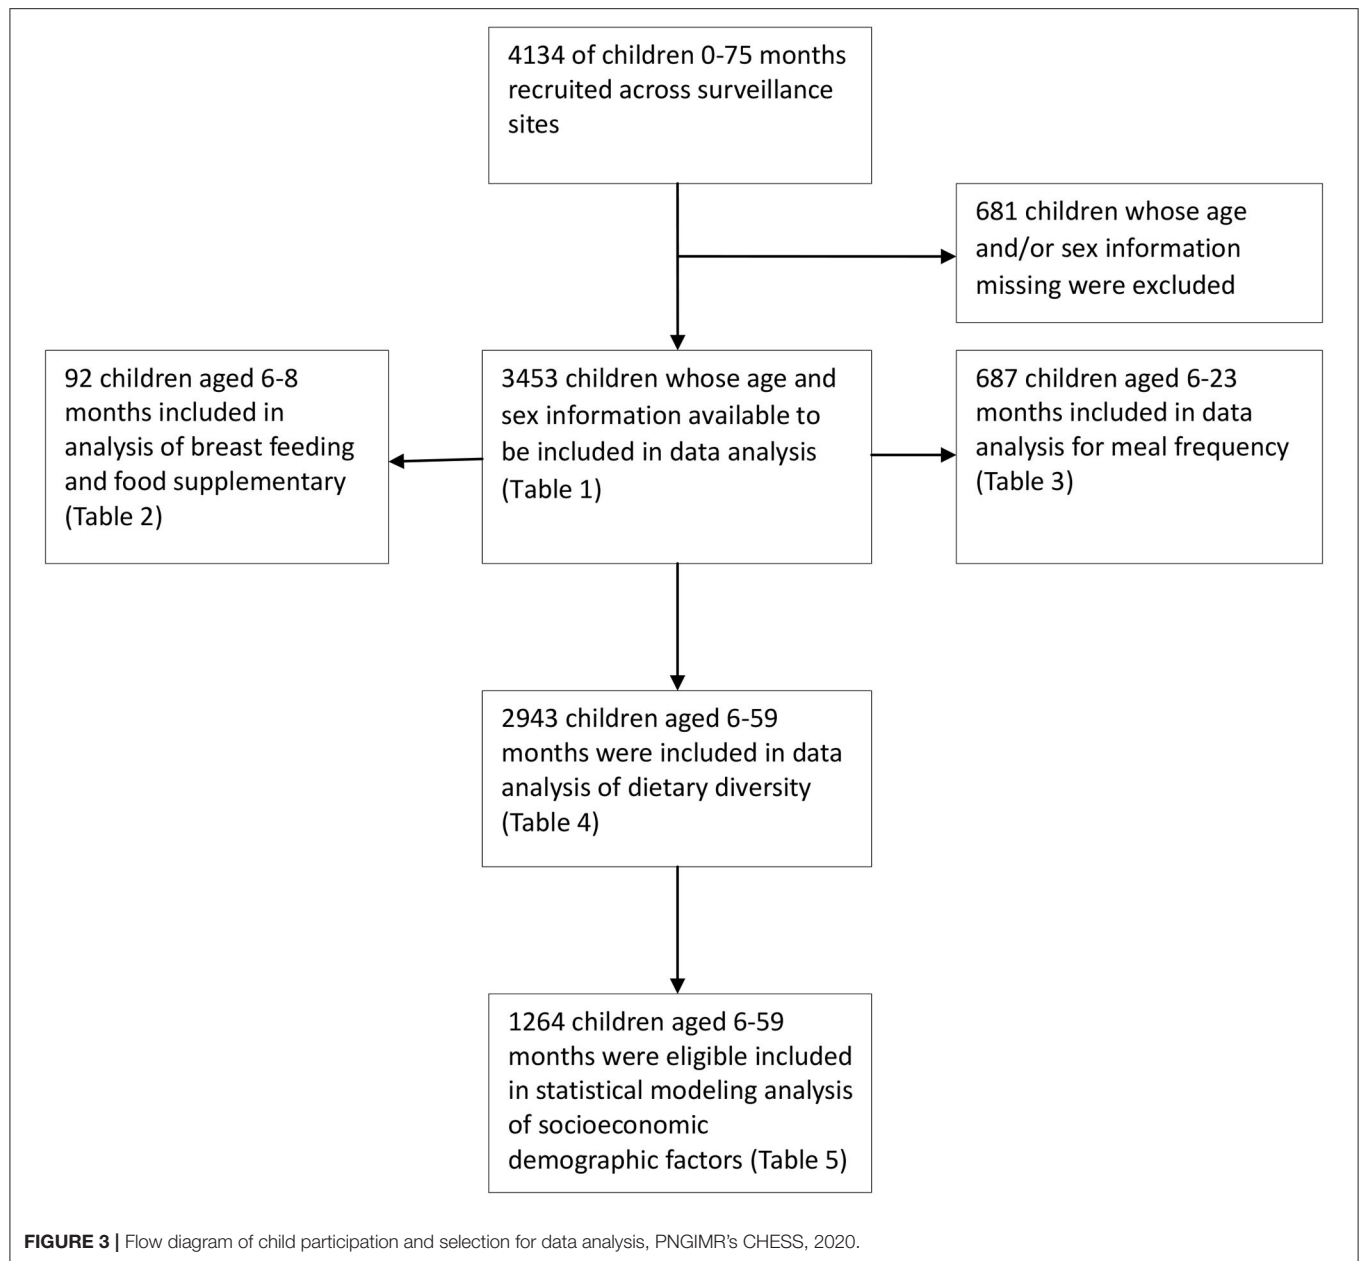 4134 of children 0-75 months
recruited across surveillance
sites
681 children whose age
and/or sex information
missing were excluded
92 children aged 6-8
months included in
analysis of breast feeding
and food supplementary
(Table 2)
3453 children whose age and
sex information available to
be included in data analysis
(Table 1)
687 children aged 6-23
months included in data
analysis for meal frequency
(Table 3)
2943 children aged 6-59
months were included in data
analysis of dietary diversity
(Table 4)
1264 children aged 6-59
months were eligible included
in statistical modeling analysis
of socioeconomic
demographic factors (Table 5)
FIGURE 3 | Flow diagram of child participation and selection for data analysis, PNGIMR's CHESS, 2020.